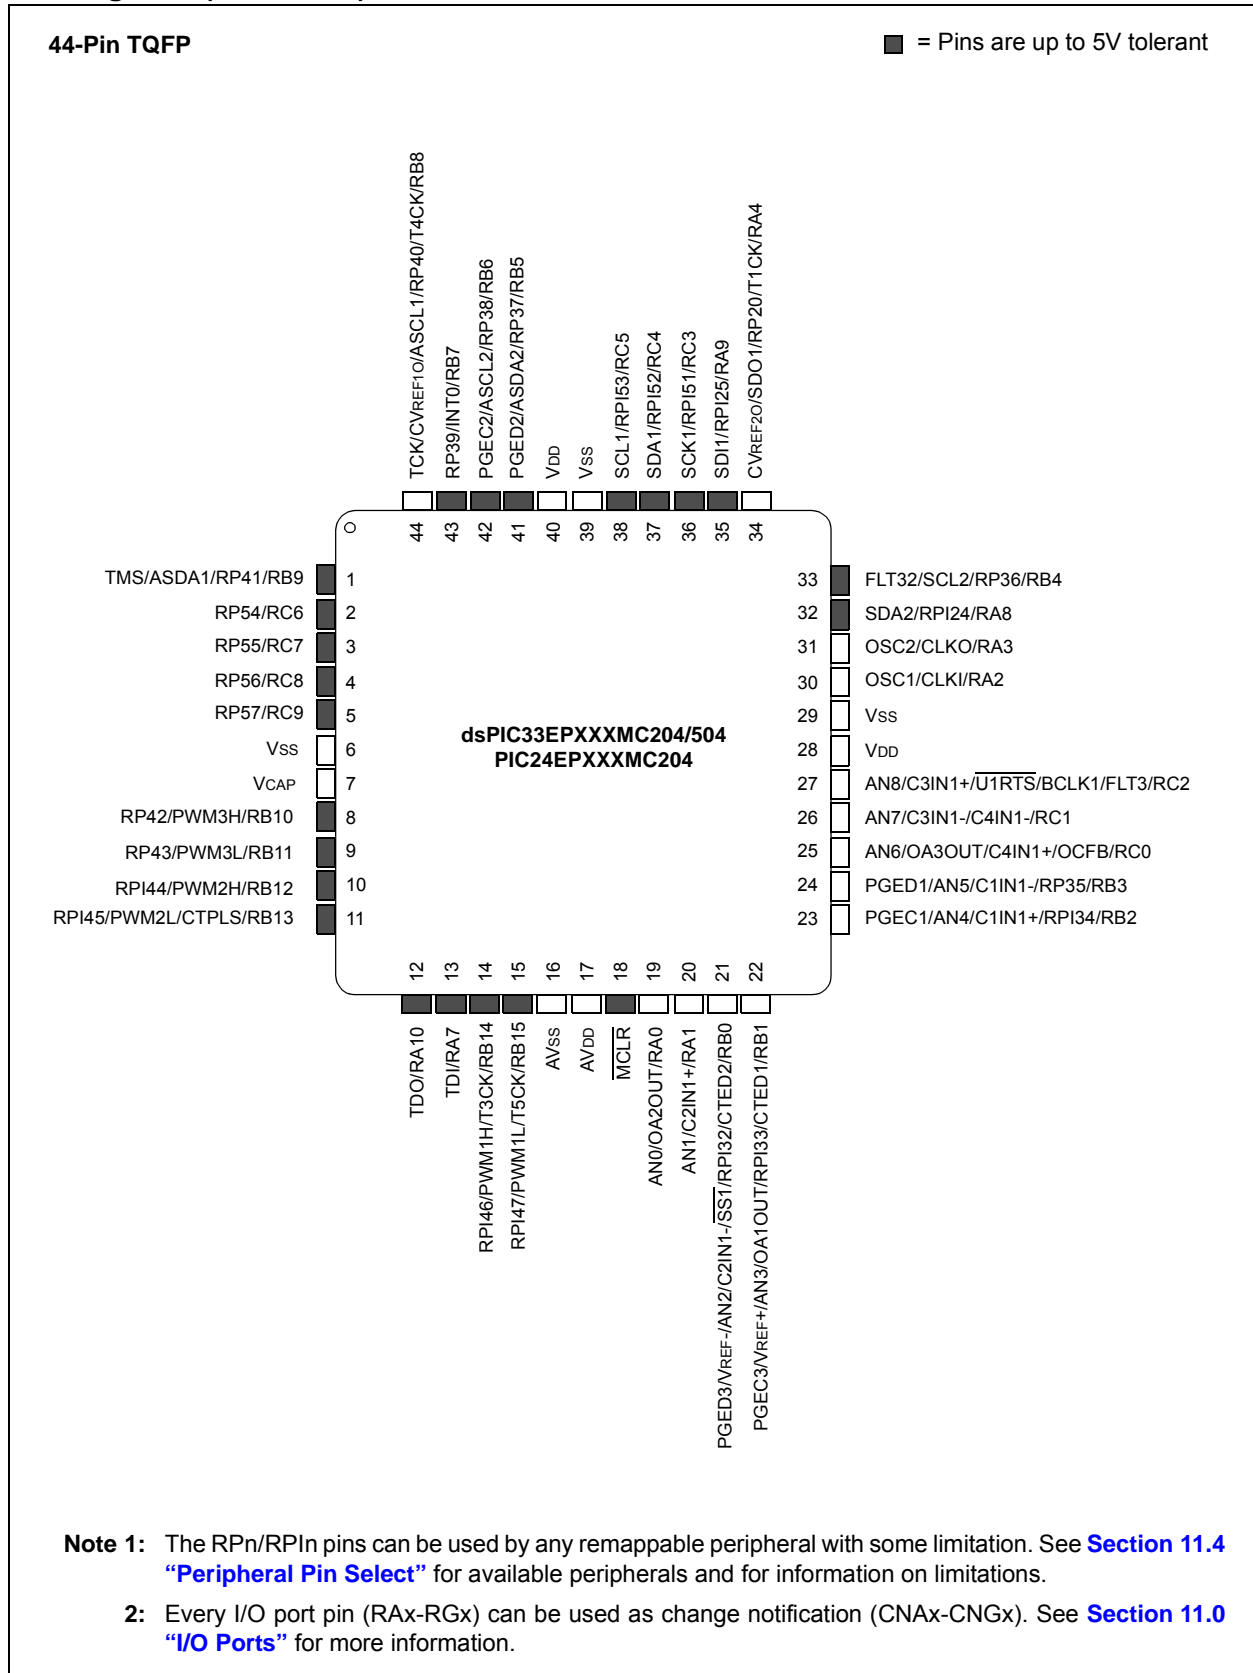 44-Pin TQFP
= Pins are up to 5V tolerant
TCK/CVREF1O/ASCL1/RP40/T4CK/RB8
RP39/INT0/RB7
PGEC2/ASCL2/RP38/RB6
PGED2/ASDA2/RP37/RB5
VDD
VSS
SCL1/RPI53/RC5
SDA1/RPI52/RC4
SCK1/RPI51/RC3
SDI1/RPI25/RA9
CVREF2O/SDO1/RP20/T1CK/RA4
44 43 42 41 40 39 38 37 36 35 34
TMS/ASDA1/RP41/RB9 1
RP54/RC6 2
RP55/RC7 3
RP56/RC8 4
RP57/RC9 5
VSS 6
VCAP 7
RP42/PWM3H/RB10 8
RP43/PWM3L/RB11 9
RPI44/PWM2H/RB12 10
RPI45/PWM2L/CTPLS/RB13 11
dsPIC33EPXXXMC204/504
PIC24EPXXXMC204
33 FLT32/SCL2/RP36/RB4
32 SDA2/RPI24/RA8
31 OSC2/CLKO/RA3
30 OSC1/CLKI/RA2
29 VSS
28 VDD
27 AN8/C3IN1+/U1RTS/BCLK1/FLT3/RC2
26 AN7/C3IN1-/C4IN1-/RC1
25 AN6/OA3OUT/C4IN1+/OCFB/RC0
24 PGED1/AN5/C1IN1-/RP35/RB3
23 PGEC1/AN4/C1IN1+/RPI34/RB2
12 13 14 15 16 17 18 19 20 21 22
TDO/RA10
TDI/RA7
RPI46/PWM1H/T3CK/RB14
RPI47/PWM1L/T5CK/RB15
AVSS
AVDD
MCLR
AN0/OA2OUT/RA0
AN1/C2IN1+/RA1
PGED3/VREF-/AN2/C2IN1-/SS1/RPI32/CTED2/RB0
PGEC3/VREF+/AN3/OA1OUT/RPI33/CTED1/RB1
Note 1: The RPn/RPIn pins can be used by any remappable peripheral with some limitation. See Section 11.4
“Peripheral Pin Select” for available peripherals and for information on limitations.
2: Every I/O port pin (RAx-RGx) can be used as change notification (CNAx-CNGx). See Section 11.0
“I/O Ports” for more information.